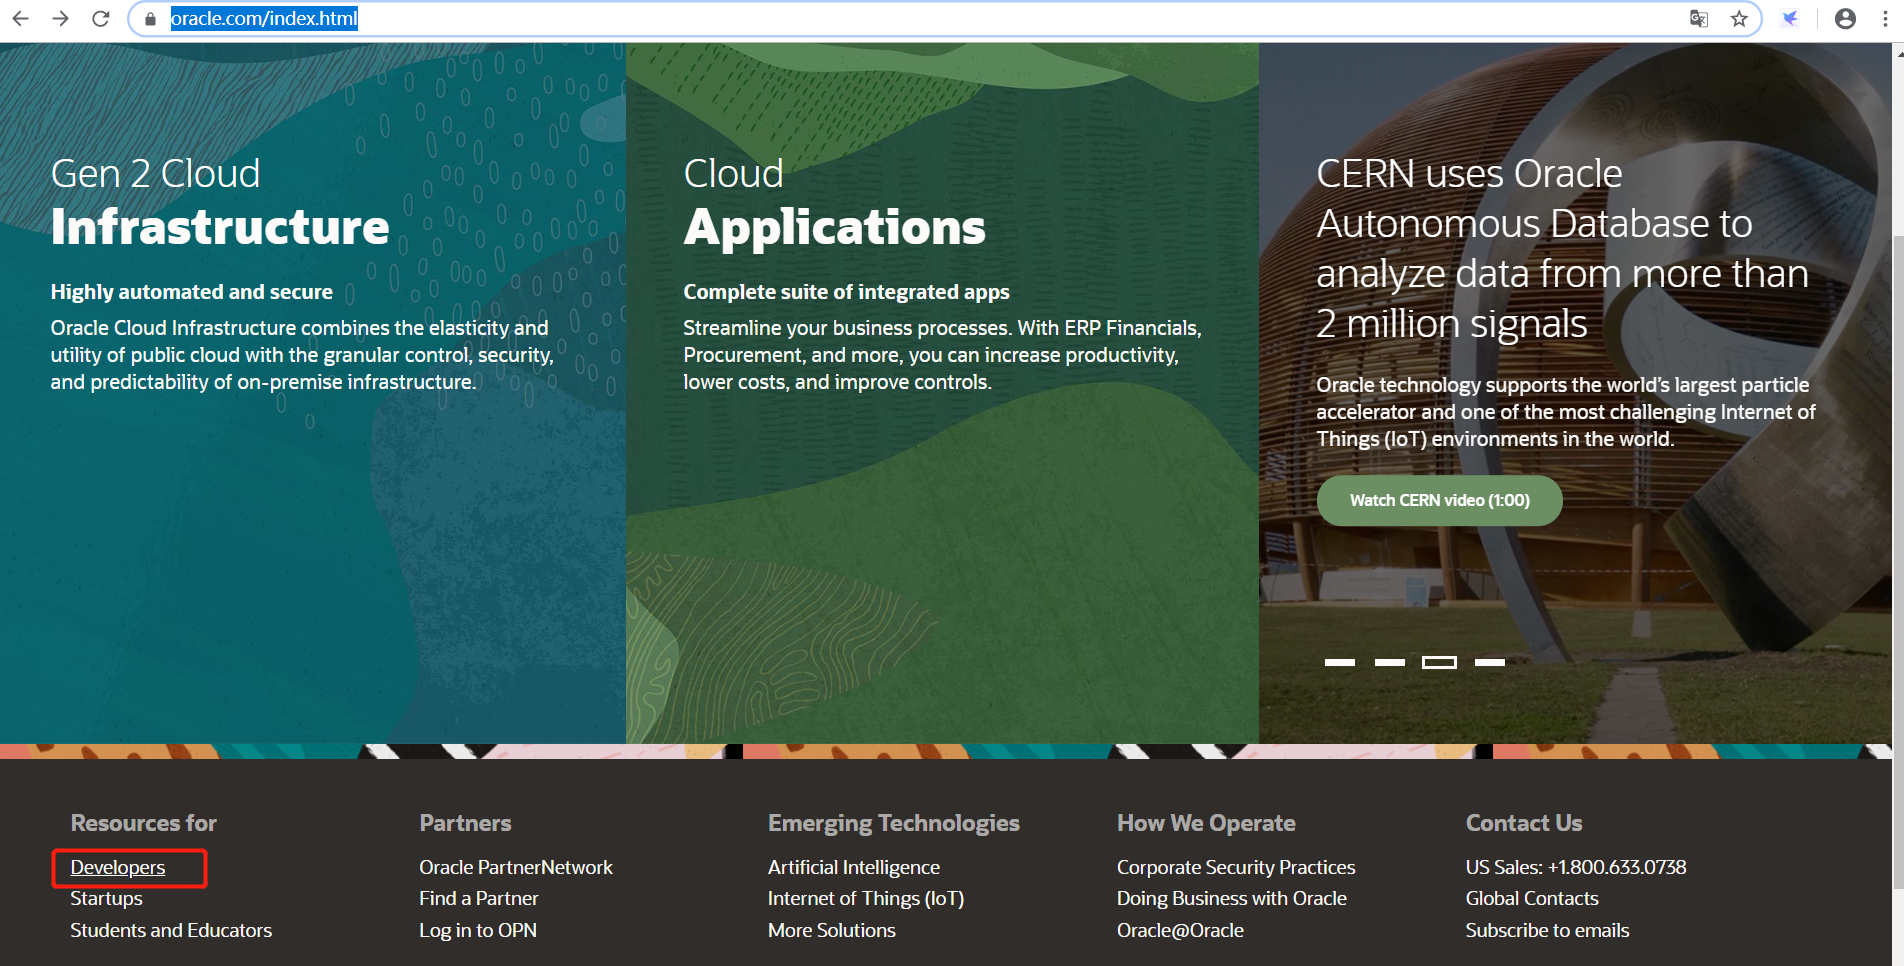 oracle.com/index.html
Gen 2 Cloud
Infrastructure
Highly automated and secure
Oracle Cloud Infrastructure combines the elasticity and
utility of public cloud with the granular control, security,
and predictability of on-premise infrastructure.
Cloud
Applications
Complete suite of integrated apps
Streamline your business processes. With ERP Financials,
Procurement, and more, you can increase productivity,
lower costs, and improve controls.
CERN uses Oracle
Autonomous Database to
analyze data from more than
2 million signals
Oracle technology supports the world's largest particle
accelerator and one of the most challenging Internet of
Things (IoT) environments in the world.
Watch CERN video (1:00)
Resources for
Developers
Startups
Students and Educators
Partners
Oracle PartnerNetwork
Find a Partner
Log in to OPN
Emerging Technologies
Artificial Intelligence
Internet of Things (IoT)
More Solutions
How We Operate
Corporate Security Practices
Doing Business with Oracle
Oracle@Oracle
Contact Us
US Sales: +1.800.633.0738
Global Contacts
Subscribe to emails